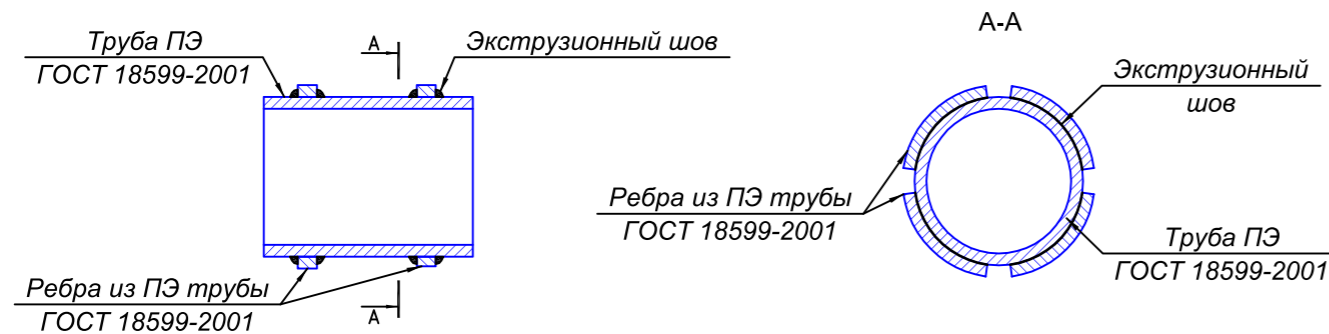 Труба ПЭ
ГОСТ 18599-2001
А
Экструзионный шов
Ребра из ПЭ трубы
ГОСТ 18599-2001
А
А-А
Экструзионный
шов
Ребра из ПЭ трубы
ГОСТ 18599-2001
Труба ПЭ
ГОСТ 18599-2001